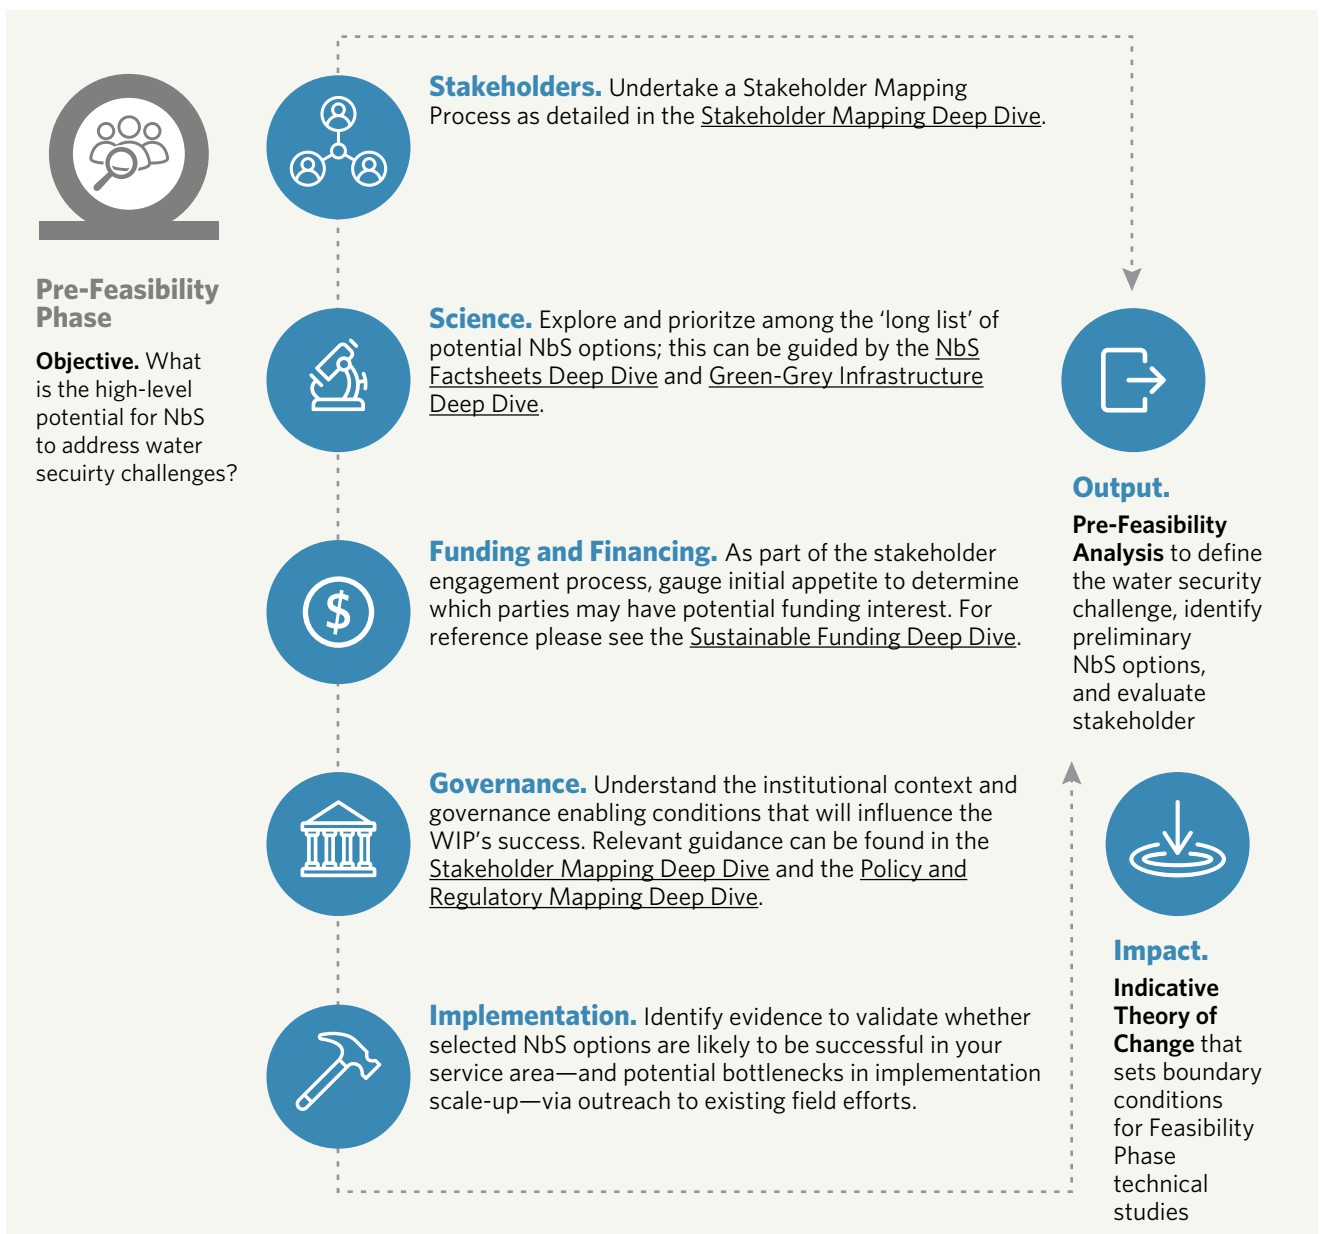 Pre-Feasibility
Phase
Objective. What
is the high-level
potential for NbS
to address water
secuirty challenges?
Stakeholders. Undertake a Stakeholder Mapping
Process as detailed in the Stakeholder Mapping Deep Dive.
Science. Explore and prioritze among the ‘long list’ of
potential NbS options; this can be guided by the NbS
Factsheets Deep Dive and Green-Grey Infrastructure
Deep Dive.
$
Funding and Financing. As part of the stakeholder
engagement process, gauge initial appetite to determine
which parties may have potential funding interest. For
reference please see the Sustainable Funding Deep Dive.
Governance. Understand the institutional context and
governance enabling conditions that will influence the
WIP’s success. Relevant guidance can be found in the
Stakeholder Mapping Deep Dive and the Policy and
Regulatory Mapping Deep Dive.
Implementation. Identify evidence to validate whether
selected NbS options are likely to be successful in your
service area—and potential bottlenecks in implementation
scale-up—via outreach to existing field efforts.
Output.
Pre-Feasibility
Analysis to define
the water security
challenge, identify
preliminary
NbS options,
and evaluate
stakeholder
Impact.
Indicative
Theory of
Change that
sets boundary
conditions
for Feasibility
Phase
technical
studies